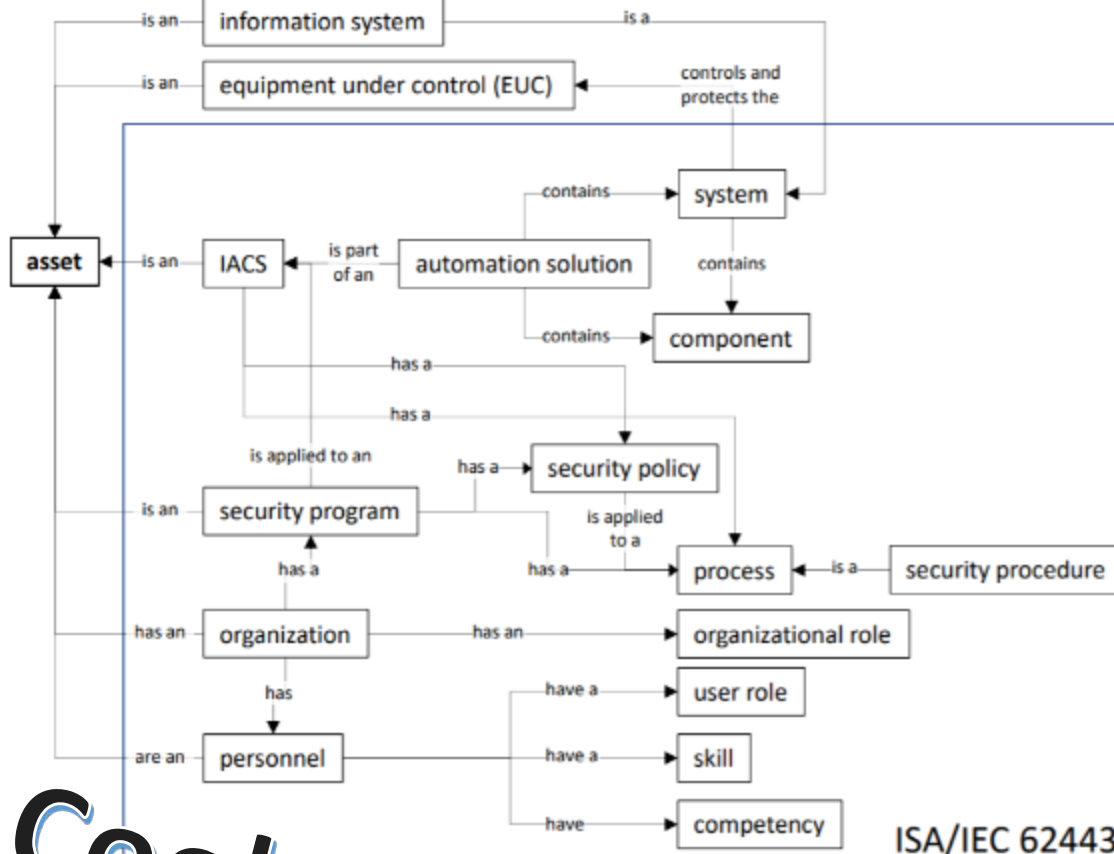 is an
information system
is a
is an
equipment under control (EUC)
controls and
protects the
contains
system
asset
is an
IACS
is part
of an
automation solution
contains
contains
component
has a
has a
is applied to an
has a
security policy
is an
security program
is applied
to a
has a
has a
process
is a
security procedure
has an
organization
has an
organizational role
has
have a
user role
are an
personnel
have a
skill
have
competency
ISA/IEC 62443